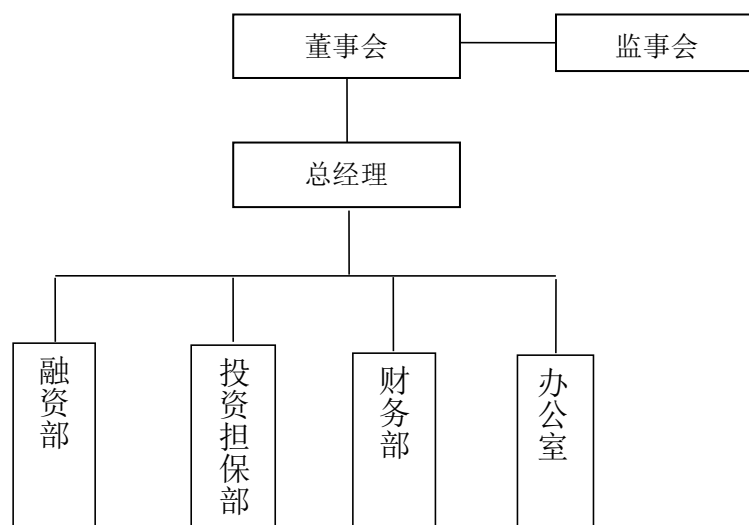 董事会
监事会
总经理
融资部
投资担保部
财务部
办公室